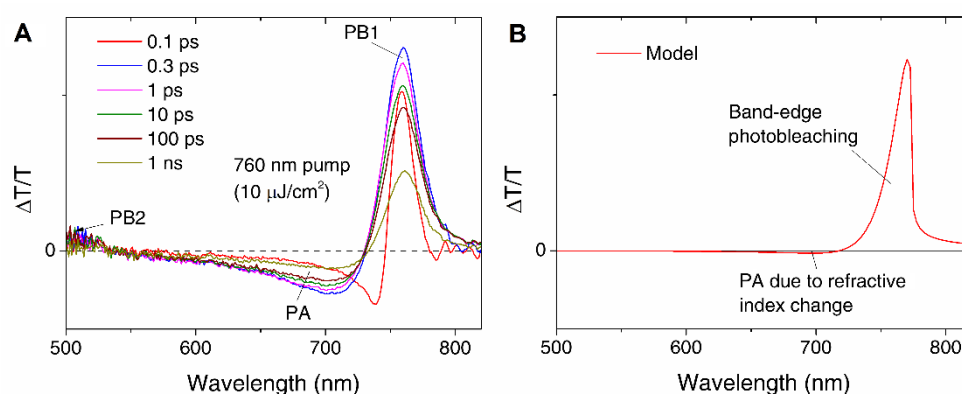 A
0.1 ps
0.3 ps
1 ps
10 ps
100 ps
1 ns
PB1
760 nm pump
(10 μJ/cm²)
PB2
PA
ΔT/T
0
500 600 700 800
Wavelength (nm)
B
Model
Band-edge
photobleaching
PA due to refractive
index change
ΔT/T
0
500 600 700 800
Wavelength (nm)